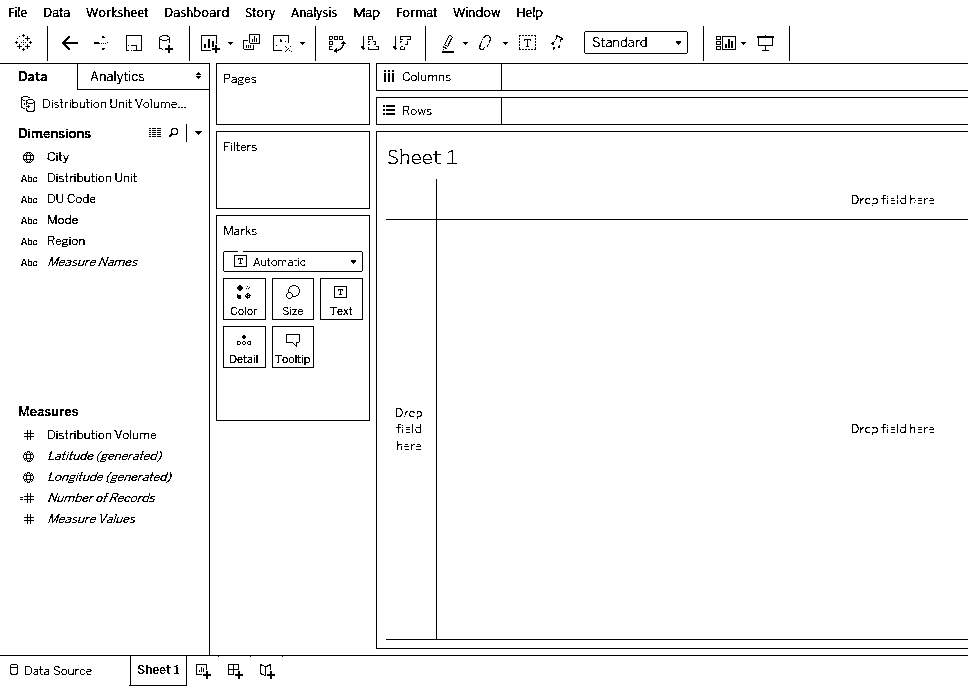 File Data Worksheet Dashboard Story Analysis Map Format Window Help
Standard
Data Analytics
Distribution Unit Volume...
Dimensions
City
Abc Distribution Unit
Abc DU Code
Abc Mode
Abc Region
Abc Measure Names
Measures
# Distribution Volume
Latitude (generated)
Longitude (generated)
=# Number of Records
# Measure Values
Pages
Filters
Marks
T Automatic
Color Size Text
Detail Tooltip
Columns
Rows
Sheet 1
Drop field here
Drop
field
here
Drop field here
Data Source Sheet 1